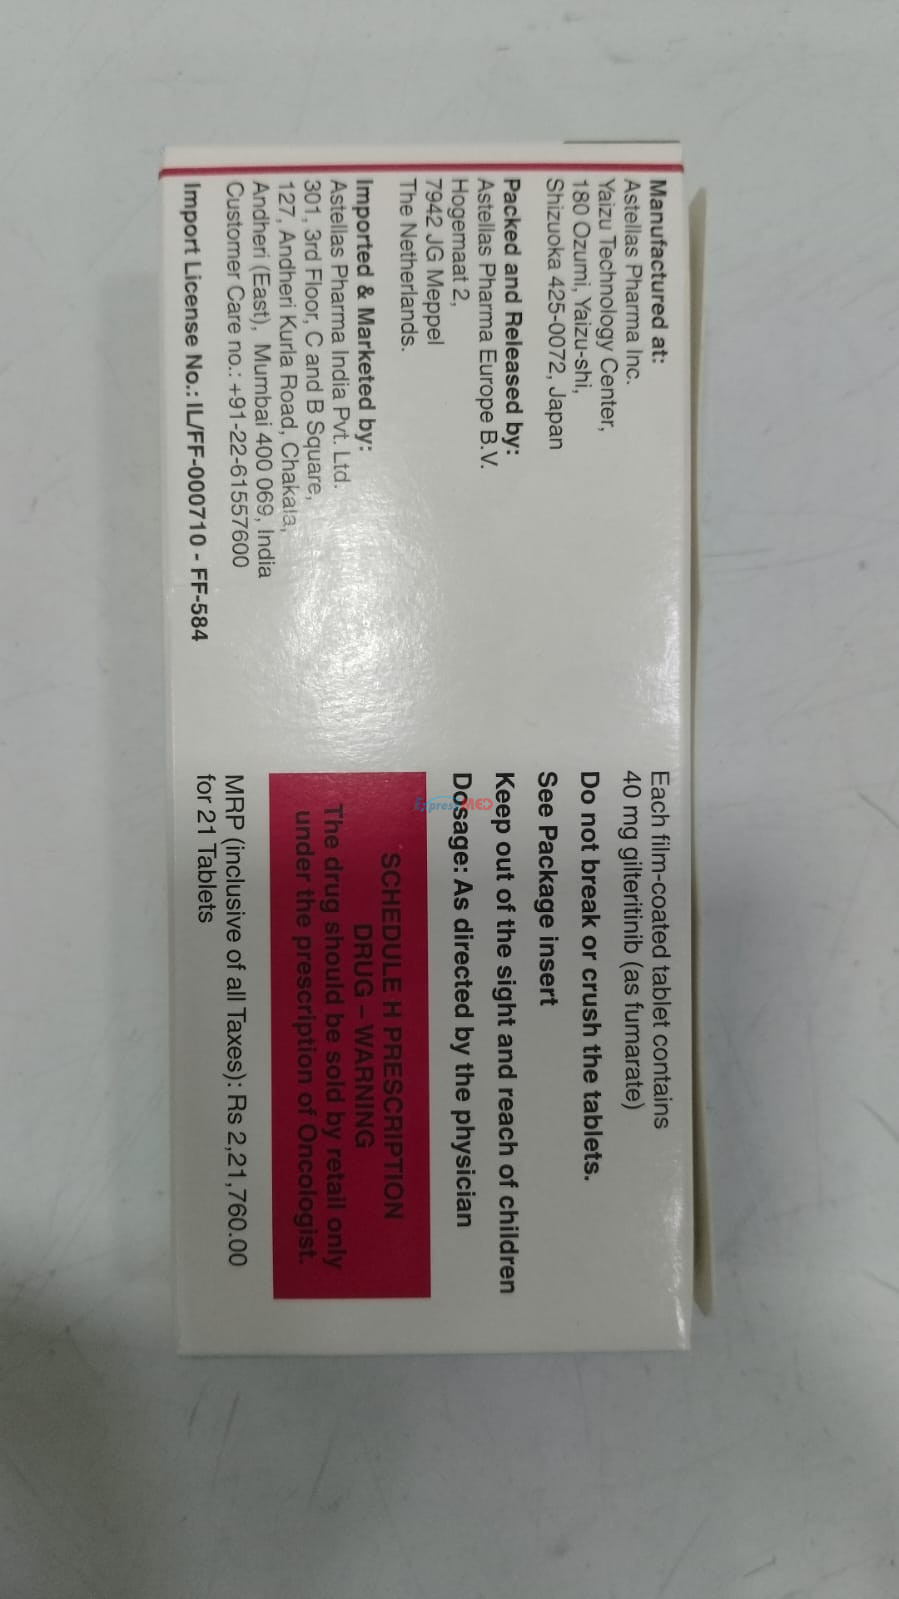 Manufactured at:
Astellas Pharma Inc.
Yaizu Technology Center,
180 Ozumi, Yaizu-shi,
Shizuoka 425-0072, Japan
Packed and Released by:
Astellas Pharma Europe B.V.
Hogemaat 2,
7942 JG Meppel
The Netherlands.
Imported & Marketed by:
Astellas Pharma India Pvt. Ltd.
301, 3rd Floor, C and B Square,
127, Andheri Kurla Road, Chakala,
Andheri (East), Mumbai 400 069, India
Customer Care no.: +91-22-61557600
Import License No.: IL/FF-000710 - FF-584
Each film-coated tablet contains
40 mg gilteritinib (as fumarate)
Do not break or crush the tablets.
See Package insert
Keep out of the sight and reach of children
Dosage: As directed by the physician
SCHEDULE H PRESCRIPTION
DRUG – WARNING
The drug should be sold by retail only
under the prescription of Oncologist.
MRP (inclusive of all Taxes): Rs 2,21,760.00
for 21 Tablets
ExpressMED